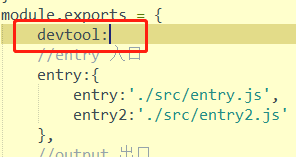 module.exports = {
devtool:
//entry 入口
entry:{
entry:'./src/entry.js',
entry2:'./src/entry2.js'
},
//output 出口